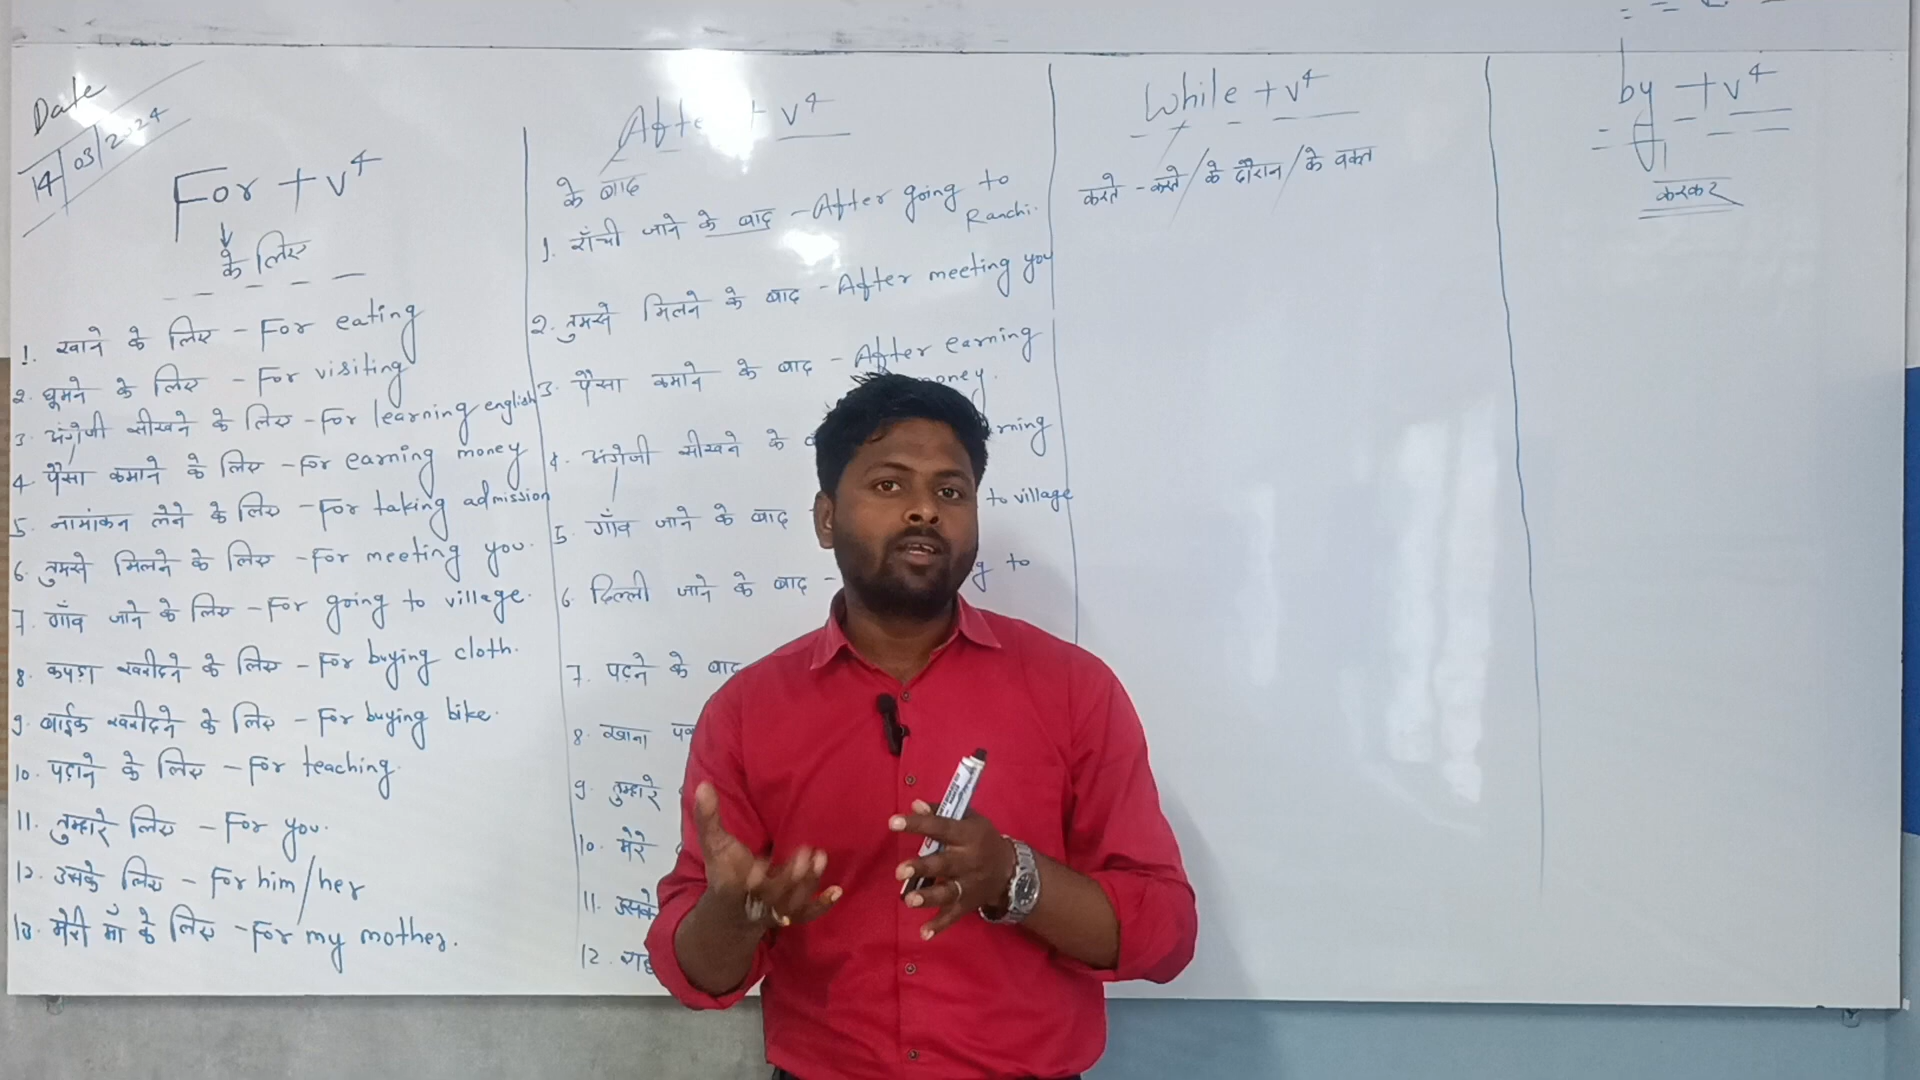 Date
14/03/2024
For + v⁴
के लिए
1. खाने के लिए - For eating
2. घूमने के लिए - For visiting
3. अंग्रेजी सीखने के लिए - For learning english
4. पैसा कमाने के लिए - For earning money
5. नामांकन लेने के लिए - For taking admission
6. तुमसे मिलने के लिए - For meeting you.
7. गाँव जाने के लिए - For going to village.
8. कपड़ा खरीदने के लिए - For buying cloth.
9. बाईक खरीदने के लिए - For buying bike.
10. पढ़ाने के लिए - For teaching.
11. तुम्हारे लिए - For you.
12. उसके लिए - For him/her
13. मेरी माँ के लिए - For my mother.
After + v⁴
के बाद
1. राँची जाने के बाद - After going to
Ranchi.
2. तुमसे मिलने के बाद - After meeting you
3. पैसा कमाने के बाद - After earning
money.
4. अंग्रेजी सीखने के
5. गाँव जाने के बाद - to village
6. दिल्ली जाने के बाद - to
7. पढ़ने के बाद
8. खाना
9. तुम्हारे
10. मेरे
11. उसके
12.
While + v⁴
करते - करते/के दौरान/के वक्त
by + v⁴
करकर